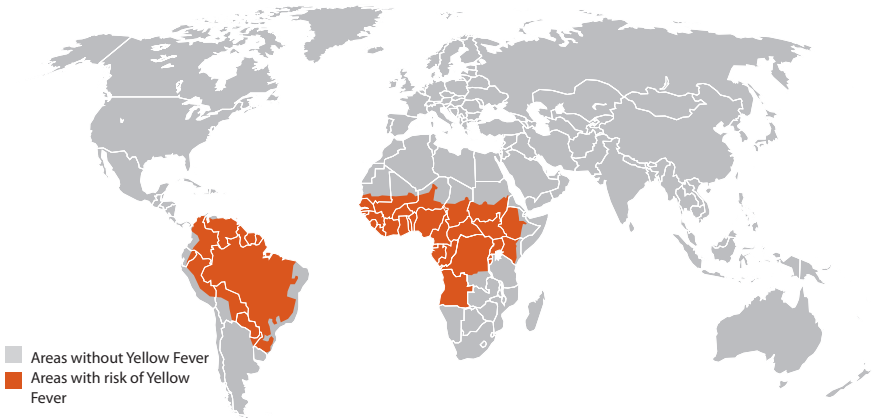 Areas without Yellow Fever
Areas with risk of Yellow
Fever